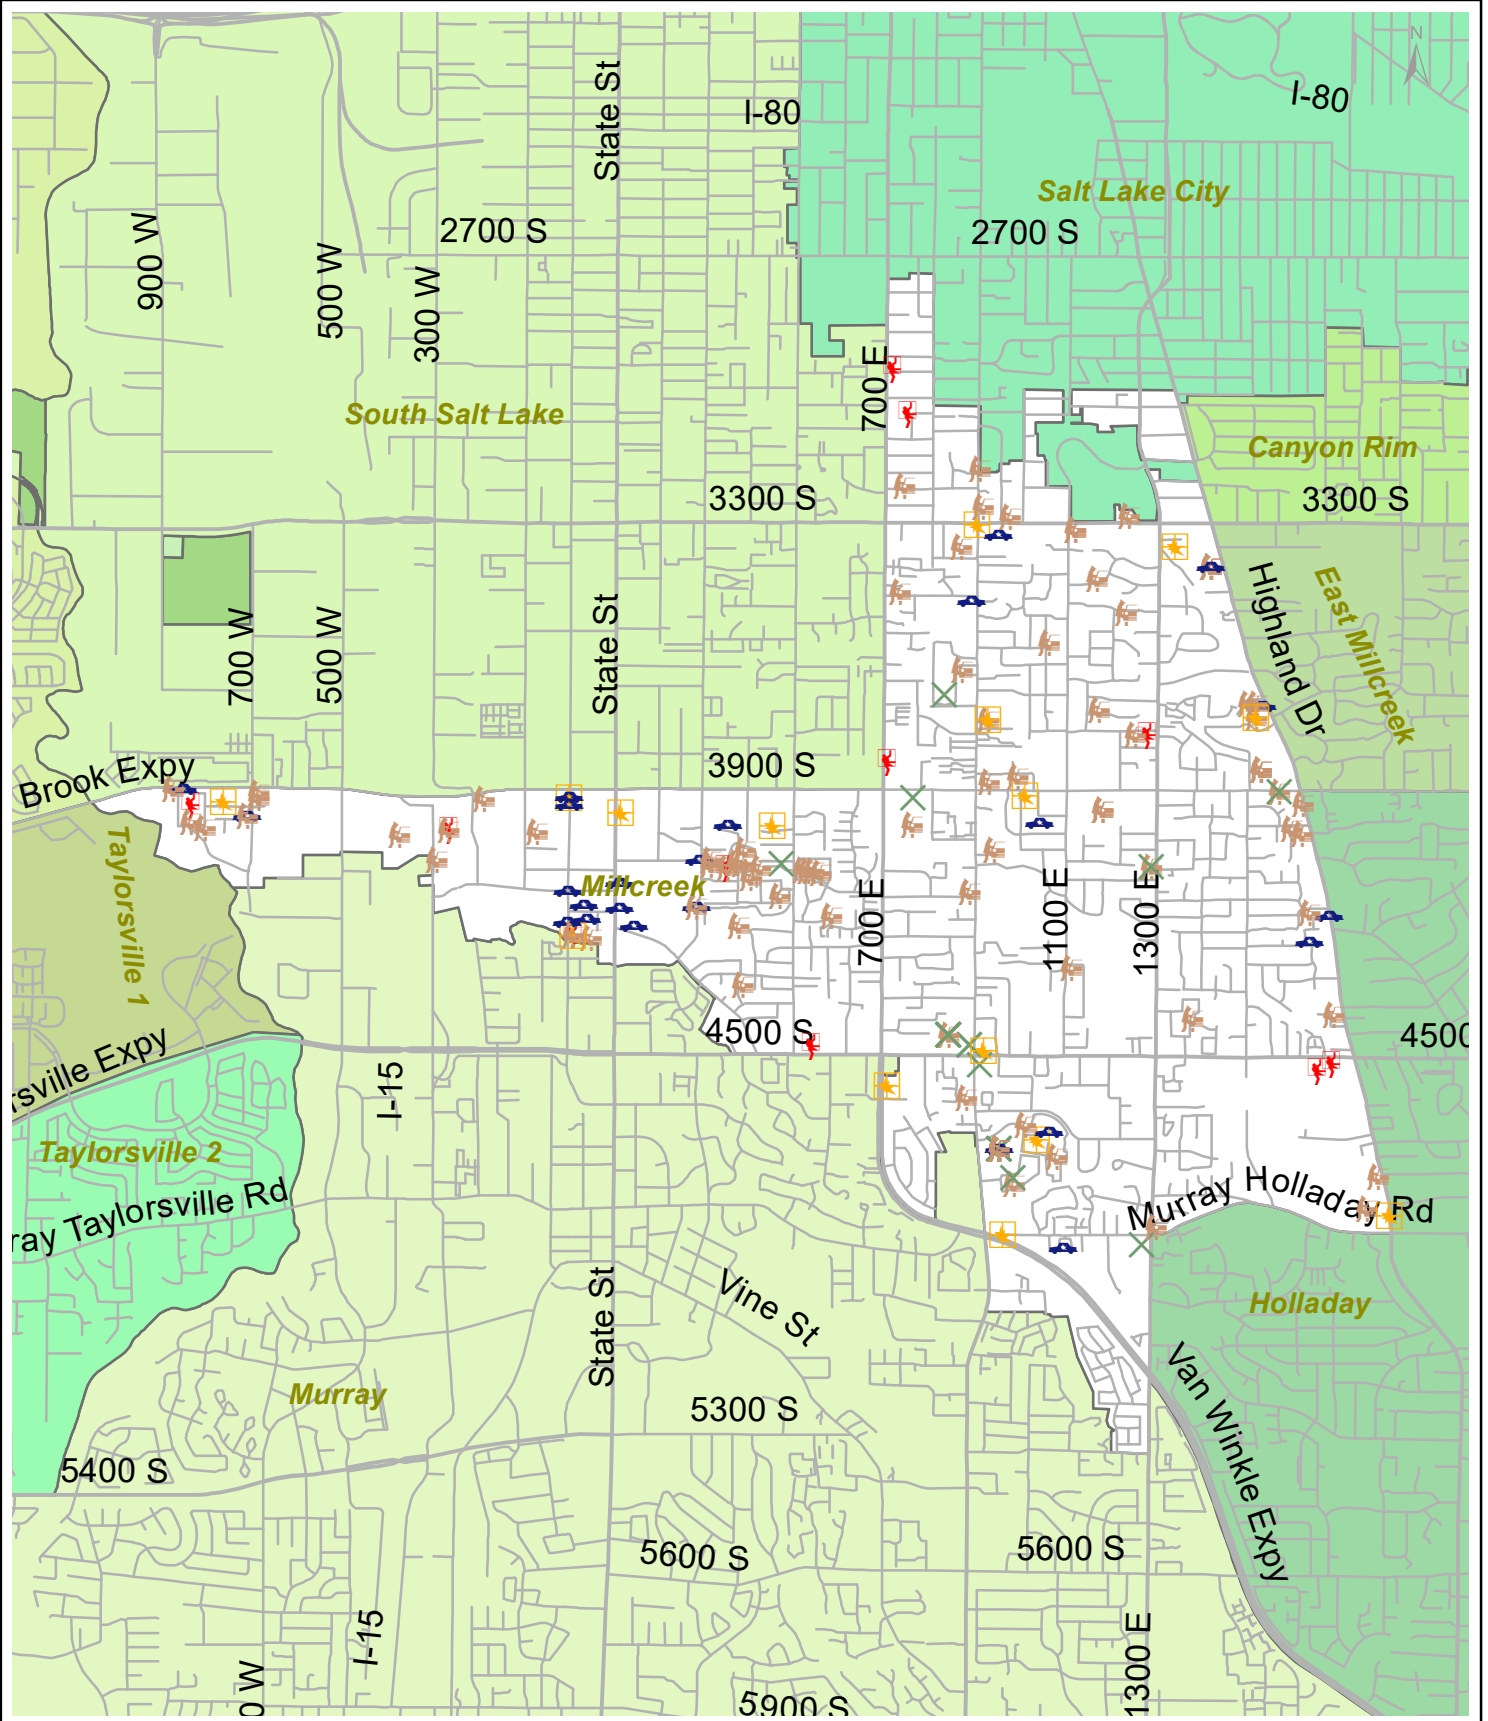 N
State St
I-80
I-80
Salt Lake City
900 W
2700 S
2700 S
500 W
300 W
700 E
South Salt Lake
Canyon Rim
3300 S
3300 S
Highland Dr
East Millcreek
State St
700 W
500 W
Brook Expy
3900 S
Taylorsville 1
Millcreek
700 E
1100 E
1300 E
4500 S
4500
rsville Expy
I-15
Taylorsville 2
ray Taylorsville Rd
Murray Holladay Rd
State St
Vine St
Holladay
Murray
Van Winkle Expy
5300 S
5400 S
5600 S
5600 S
I-15
1300 E
0 W
5900 S